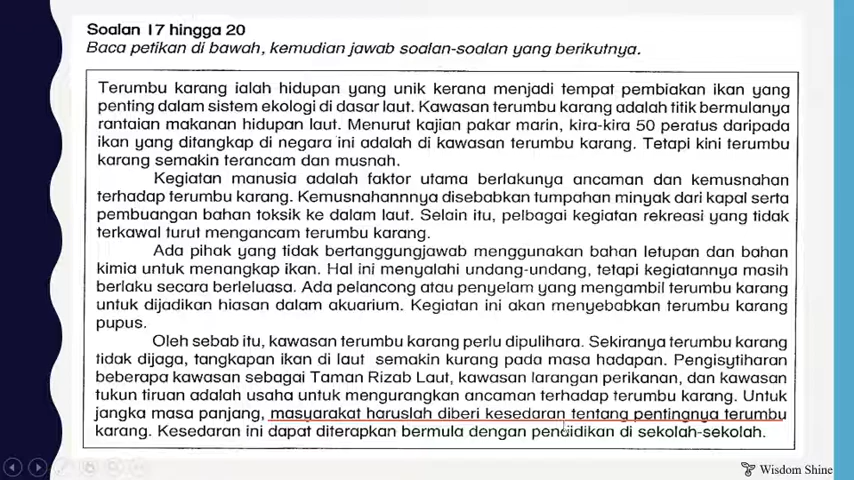 Soalan 17 hingga 20
Baca petikan di bawah, kemudian jawab soalan-soalan yang berikutnya.
Terumbu karang ialah hidupan yang unik kerana menjadi tempat pembiakan ikan yang
penting dalam sistem ekologi di dasar laut. Kawasan terumbu karang adalah titik bermulanya
rantaian makanan hidupan laut. Menurut kajian pakar marin, kira-kira 50 peratus daripada
ikan yang ditangkap di negara ini adalah di kawasan terumbu karang. Tetapi kini terumbu
karang semakin terancam dan musnah.
Kegiatan manusia adalah faktor utama berlakunya ancaman dan kemusnahan
terhadap terumbu karang. Kemusnahannnya disebabkan tumpahan minyak dari kapal serta
pembuangan bahan toksik ke dalam laut. Selain itu, pelbagai kegiatan rekreasi yang tidak
terkawal turut mengancam terumbu karang.
Ada pihak yang tidak bertanggungjawab menggunakan bahan letupan dan bahan
kimia untuk menangkap ikan. Hal ini menyalahi undang-undang, tetapi kegiatannya masih
berlaku secara berleluasa. Ada pelancong atau penyelam yang mengambil terumbu karang
untuk dijadikan hiasan dalam akuarium. Kegiatan ini akan menyebabkan terumbu karang
pupus.
Oleh sebab itu, kawasan terumbu karang perlu dipulihara. Sekiranya terumbu karang
tidak dijaga, tangkapan ikan di laut semakin kurang pada masa hadapan. Pengisytiharan
beberapa kawasan sebagai Taman Rizab Laut, kawasan larangan perikanan, dan kawasan
tukun tiruan adalah usaha untuk mengurangkan ancaman terhadap terumbu karang. Untuk
jangka masa panjang, masyarakat haruslah diberi kesedaran tentang pentingnya terumbu
karang. Kesedaran ini dapat diterapkan bermula dengan pendidikan di sekolah-sekolah.
Wisdom Shine